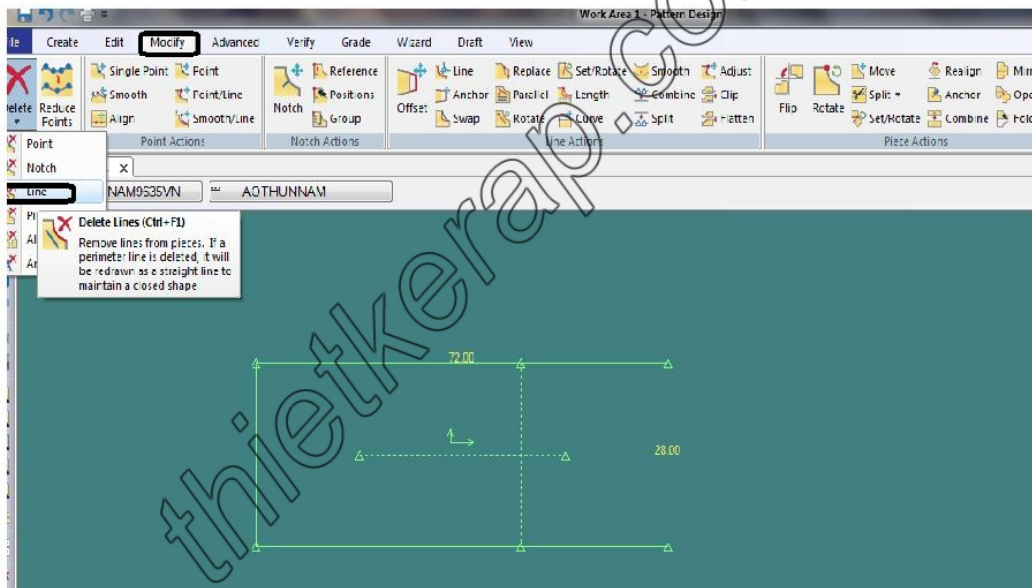 Work Area 1 - Pattern Design
File Create Edit Modify Advanced Verify Grade Wizard Draft View
Single Point Point Reference Line Replace Set/Rotate Smooth Adjust Move Realign
Delete Reduce Points Smooth Point/Line Notch Positions Offset Anchor Parallel Length Combine Clip Flip Rotate Split Anchor
Align Smooth/Line Group Swap Rotate Curve Split Flatten Set/Rotate Combine Fold
Point Actions Notch Actions Line Actions Piece Actions
Point
Notch
X
Line
NAM9635VN AOTHUNNAM
Delete Lines (Ctrl+F1)
Remove lines from pieces. If a
perimeter line is deleted, it will
be redrawn as a straight line to
maintain a closed shape
72.00
28.00